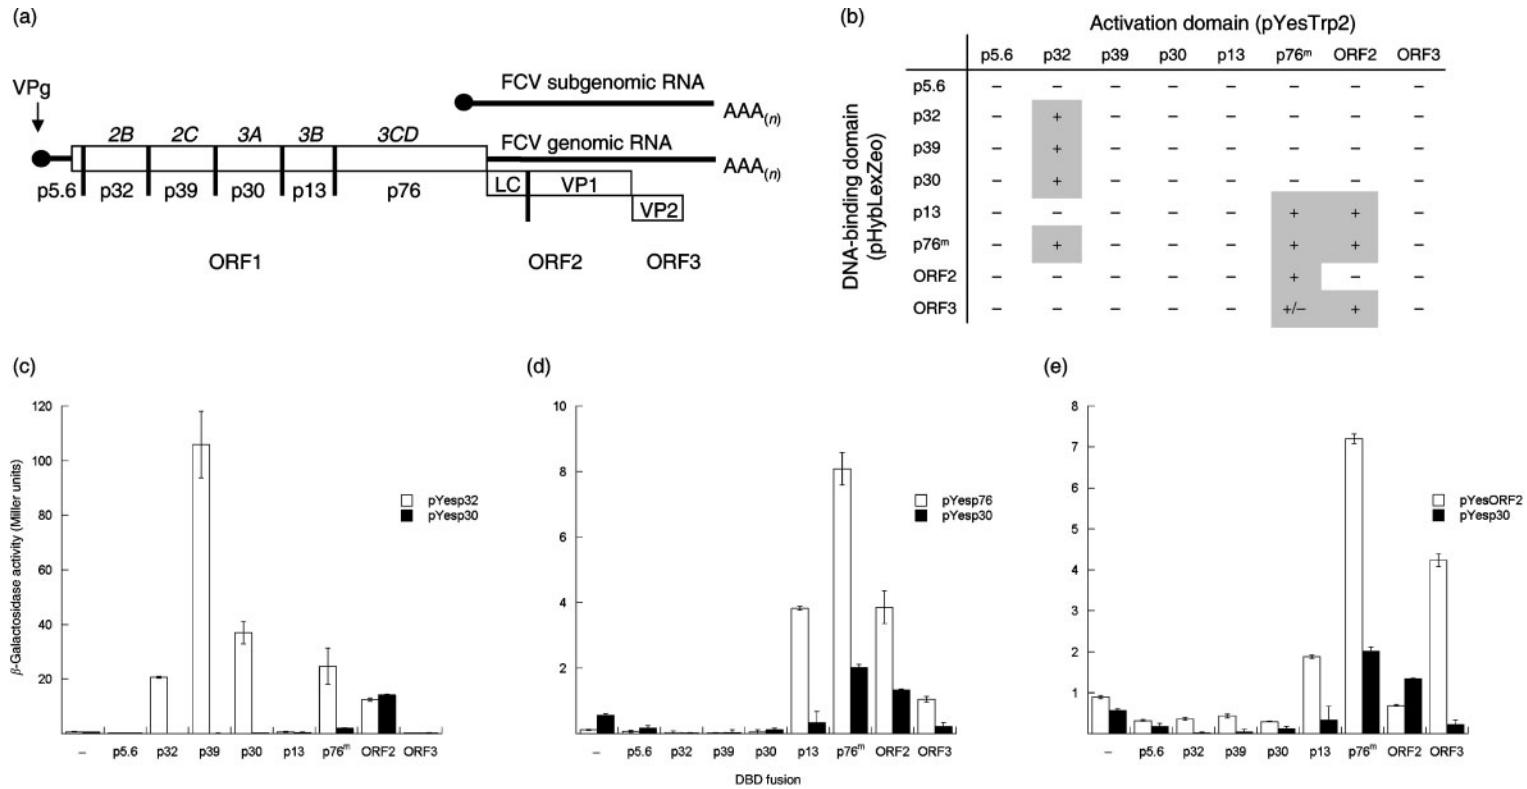 (a)
VPg
FCV subgenomic RNA
AAA(n)
2B 2C 3A 3B 3CD
FCV genomic RNA
AAA(n)
p5.6 p32 p39 p30 p13 p76
LC VP1
VP2
ORF1 ORF2 ORF3
(b)
Activation domain (pYesTrp2)
p5.6 p32 p39 p30 p13 p76m ORF2 ORF3
DNA-binding domain
(pHybLexZeo)
p5.6 – – – – – – – –
p32 – + – – – – – –
p39 – + – – – – – –
p30 – + – – – – – –
p13 – – – – – + + –
p76m – + – – – + + –
ORF2 – – – – – + – –
ORF3 – – – – – +/– + –
(c)
β-Galactosidase activity (Miller units)
120
100
80
60
40
20
pYesp32
pYesp30
– p5.6 p32 p39 p30 p13 p76m ORF2 ORF3
(d)
10
8
6
4
2
pYesp76
pYesp30
– p5.6 p32 p39 p30 p13 p76m ORF2 ORF3
DBD fusion
(e)
8
7
6
5
4
3
2
1
pYesORF2
pYesp30
– p5.6 p32 p39 p30 p13 p76m ORF2 ORF3